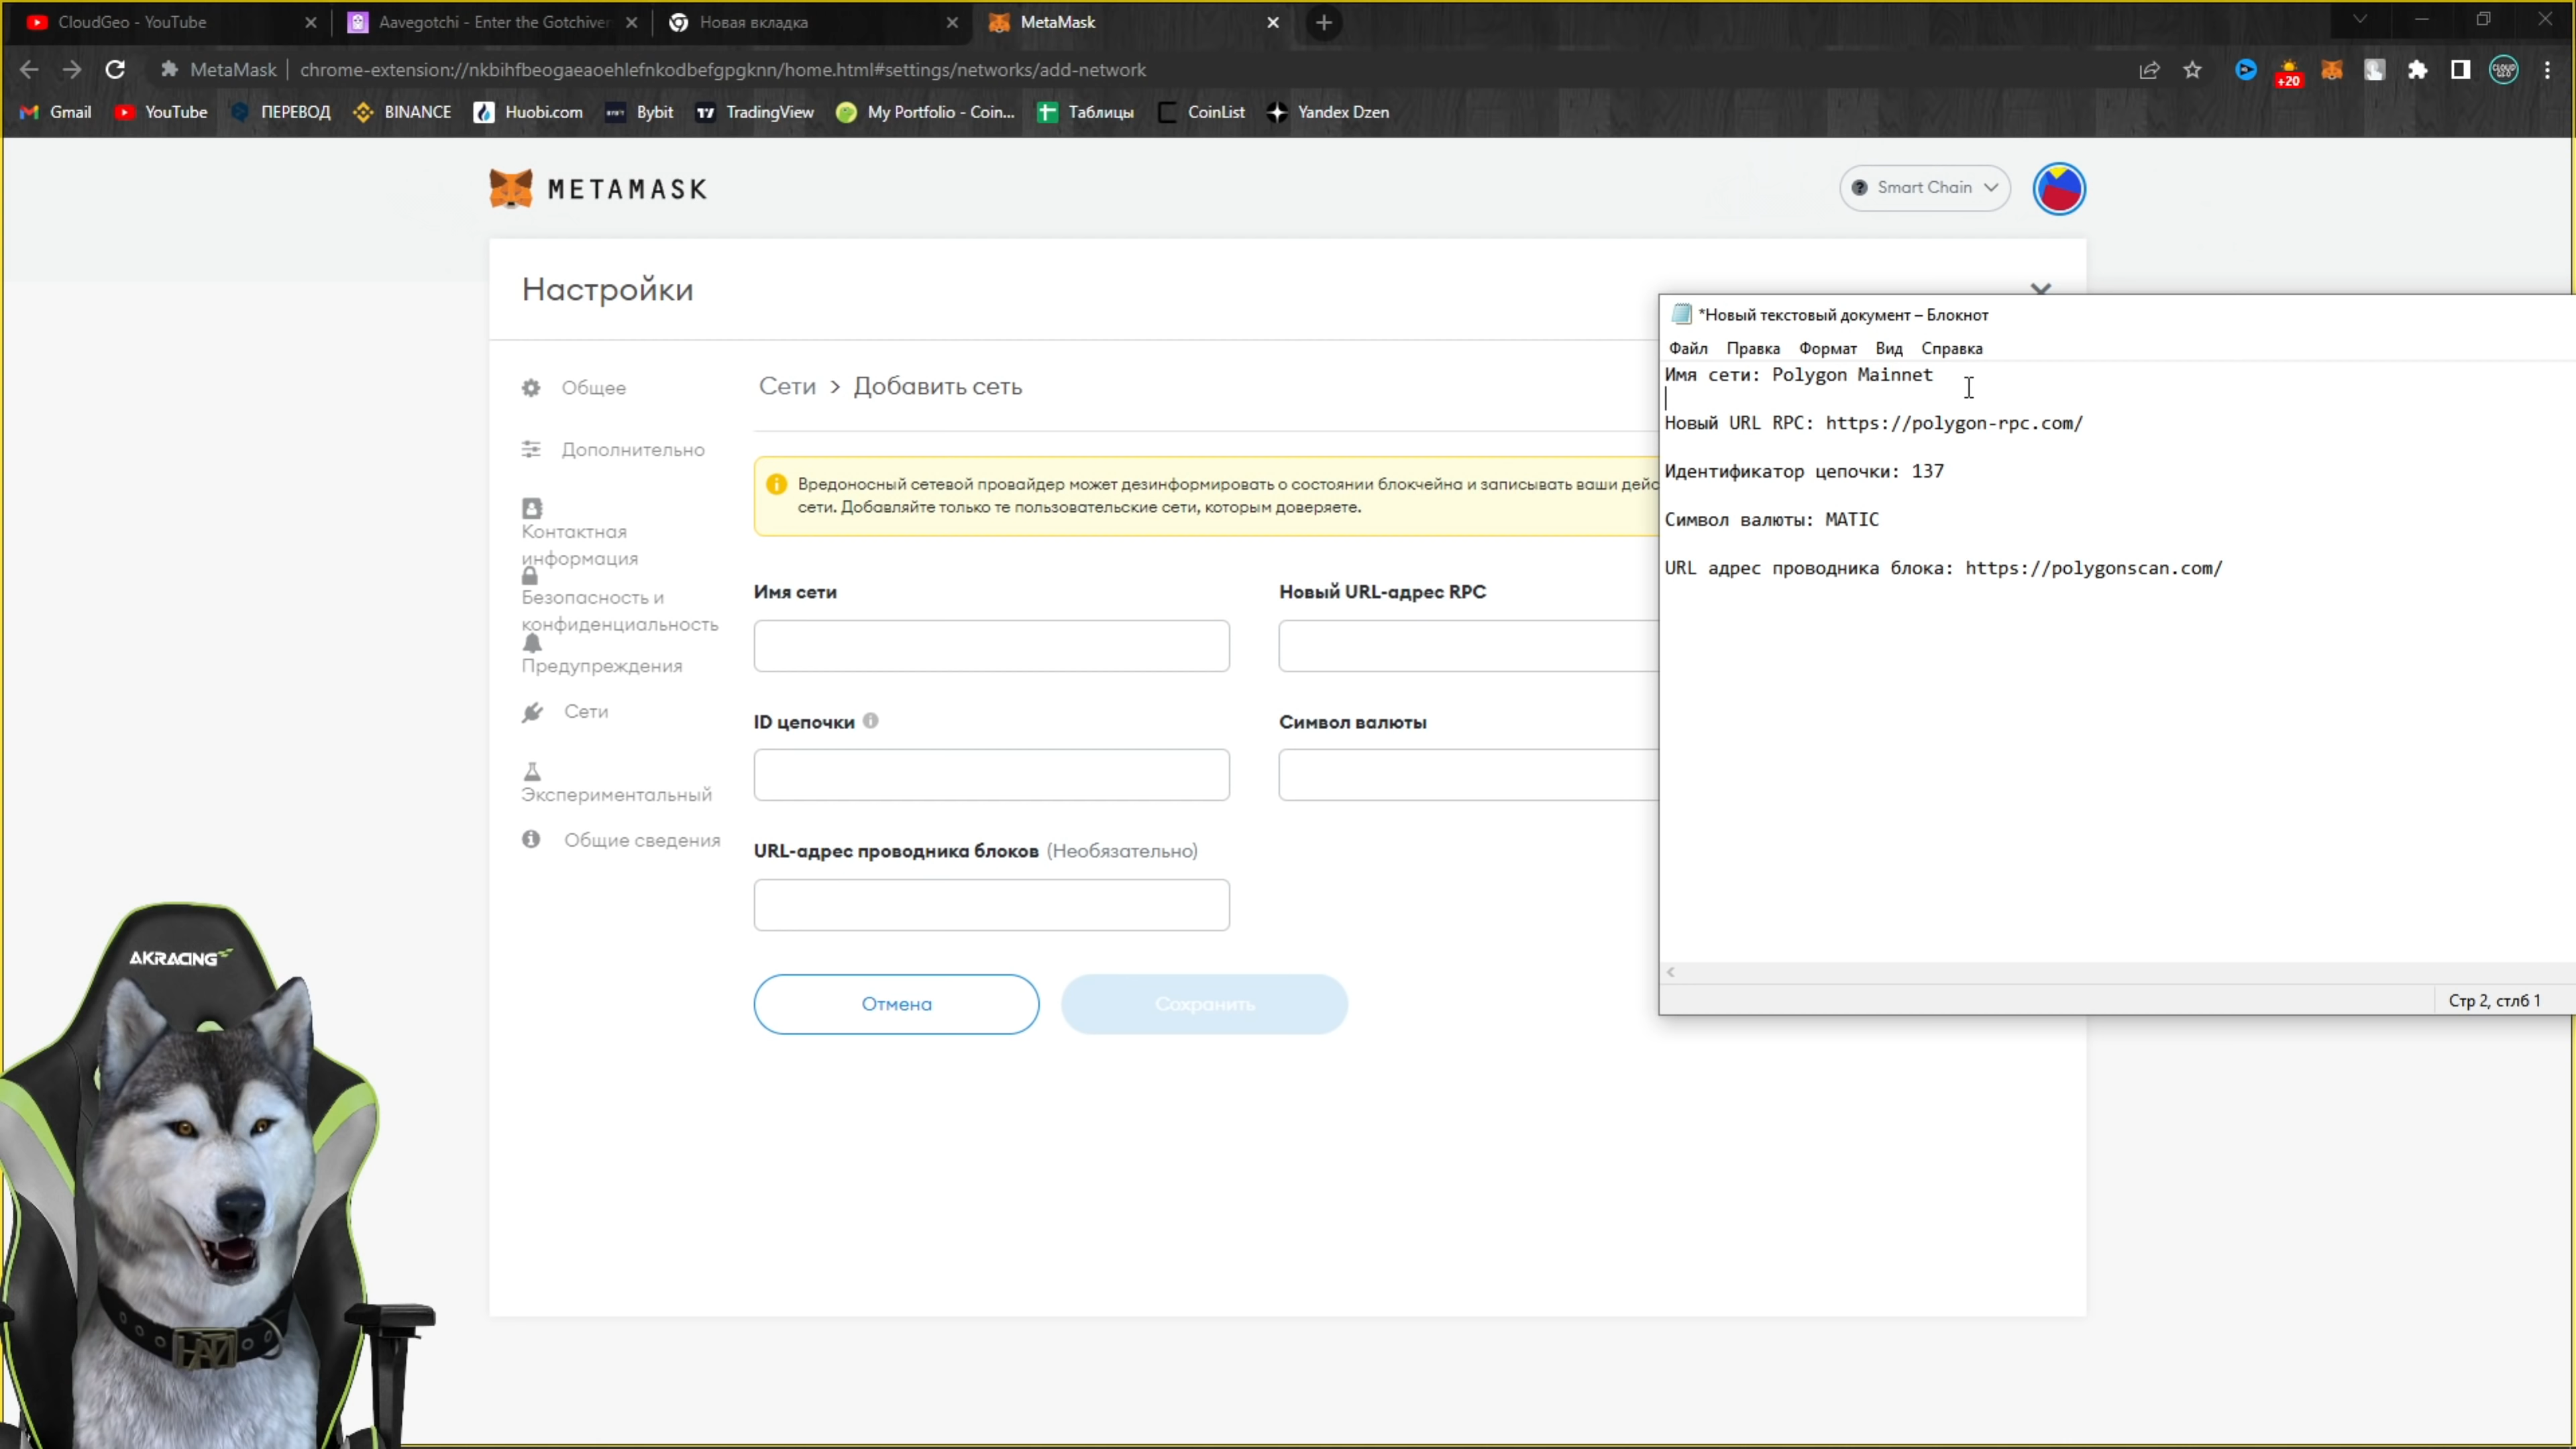 CloudGeo - YouTube
Aavegotchi - Enter the Gotchiver
Новая вкладка
MetaMask
MetaMask
chrome-extension://nkbihfbeogaeaoehlefnkodbefgpgknn/home.html#settings/networks/add-network
+20
CLOUD GEO
Gmail
YouTube
ПЕРЕВОД
BINANCE
Huobi.com
Bybit
TradingView
My Portfolio - Coin...
Таблицы
CoinList
Yandex Dzen
METAMASK
Smart Chain
Настройки
Общее
Дополнительно
Контактная
информация
Безопасность и
конфиденциальность
Предупреждения
Сети
Экспериментальный
Общие сведения
Сети > Добавить сеть
Вредоносный сетевой провайдер может дезинформировать о состоянии блокчейна и записывать ваши дейс
сети. Добавляйте только те пользовательские сети, которым доверяете.
Имя сети
Новый URL-адрес RPC
ID цепочки
Символ валюты
URL-адрес проводника блоков (Необязательно)
Отмена
Сохранить
*Новый текстовый документ – Блокнот
Файл Правка Формат Вид Справка
Имя сети: Polygon Mainnet
Новый URL RPC: https://polygon-rpc.com/
Идентификатор цепочки: 137
Символ валюты: MATIC
URL адрес проводника блока: https://polygonscan.com/
Стр 2, стлб 1
AKRACING